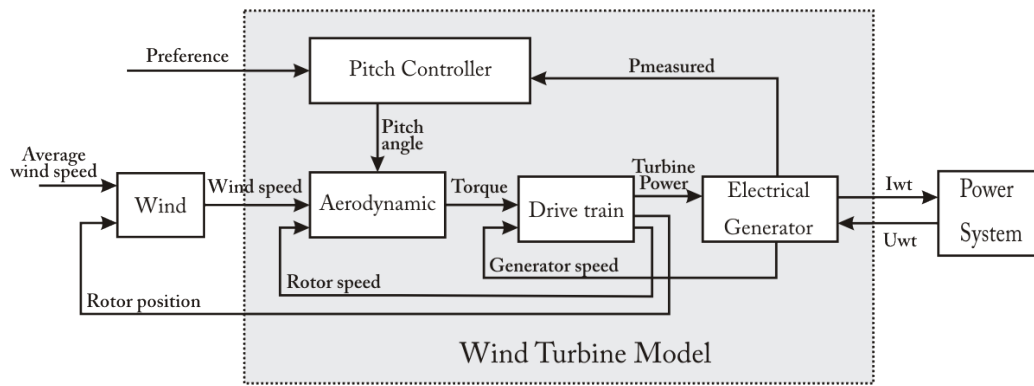 Preference
Pitch Controller
Pmeasured
Pitch
angle
Average
wind speed
Wind
Wind speed
Aerodynamic
Torque
Drive train
Turbine
Power
Electrical
Generator
Iwt
Uwt
Power
System
Generator speed
Rotor speed
Rotor position
Wind Turbine Model